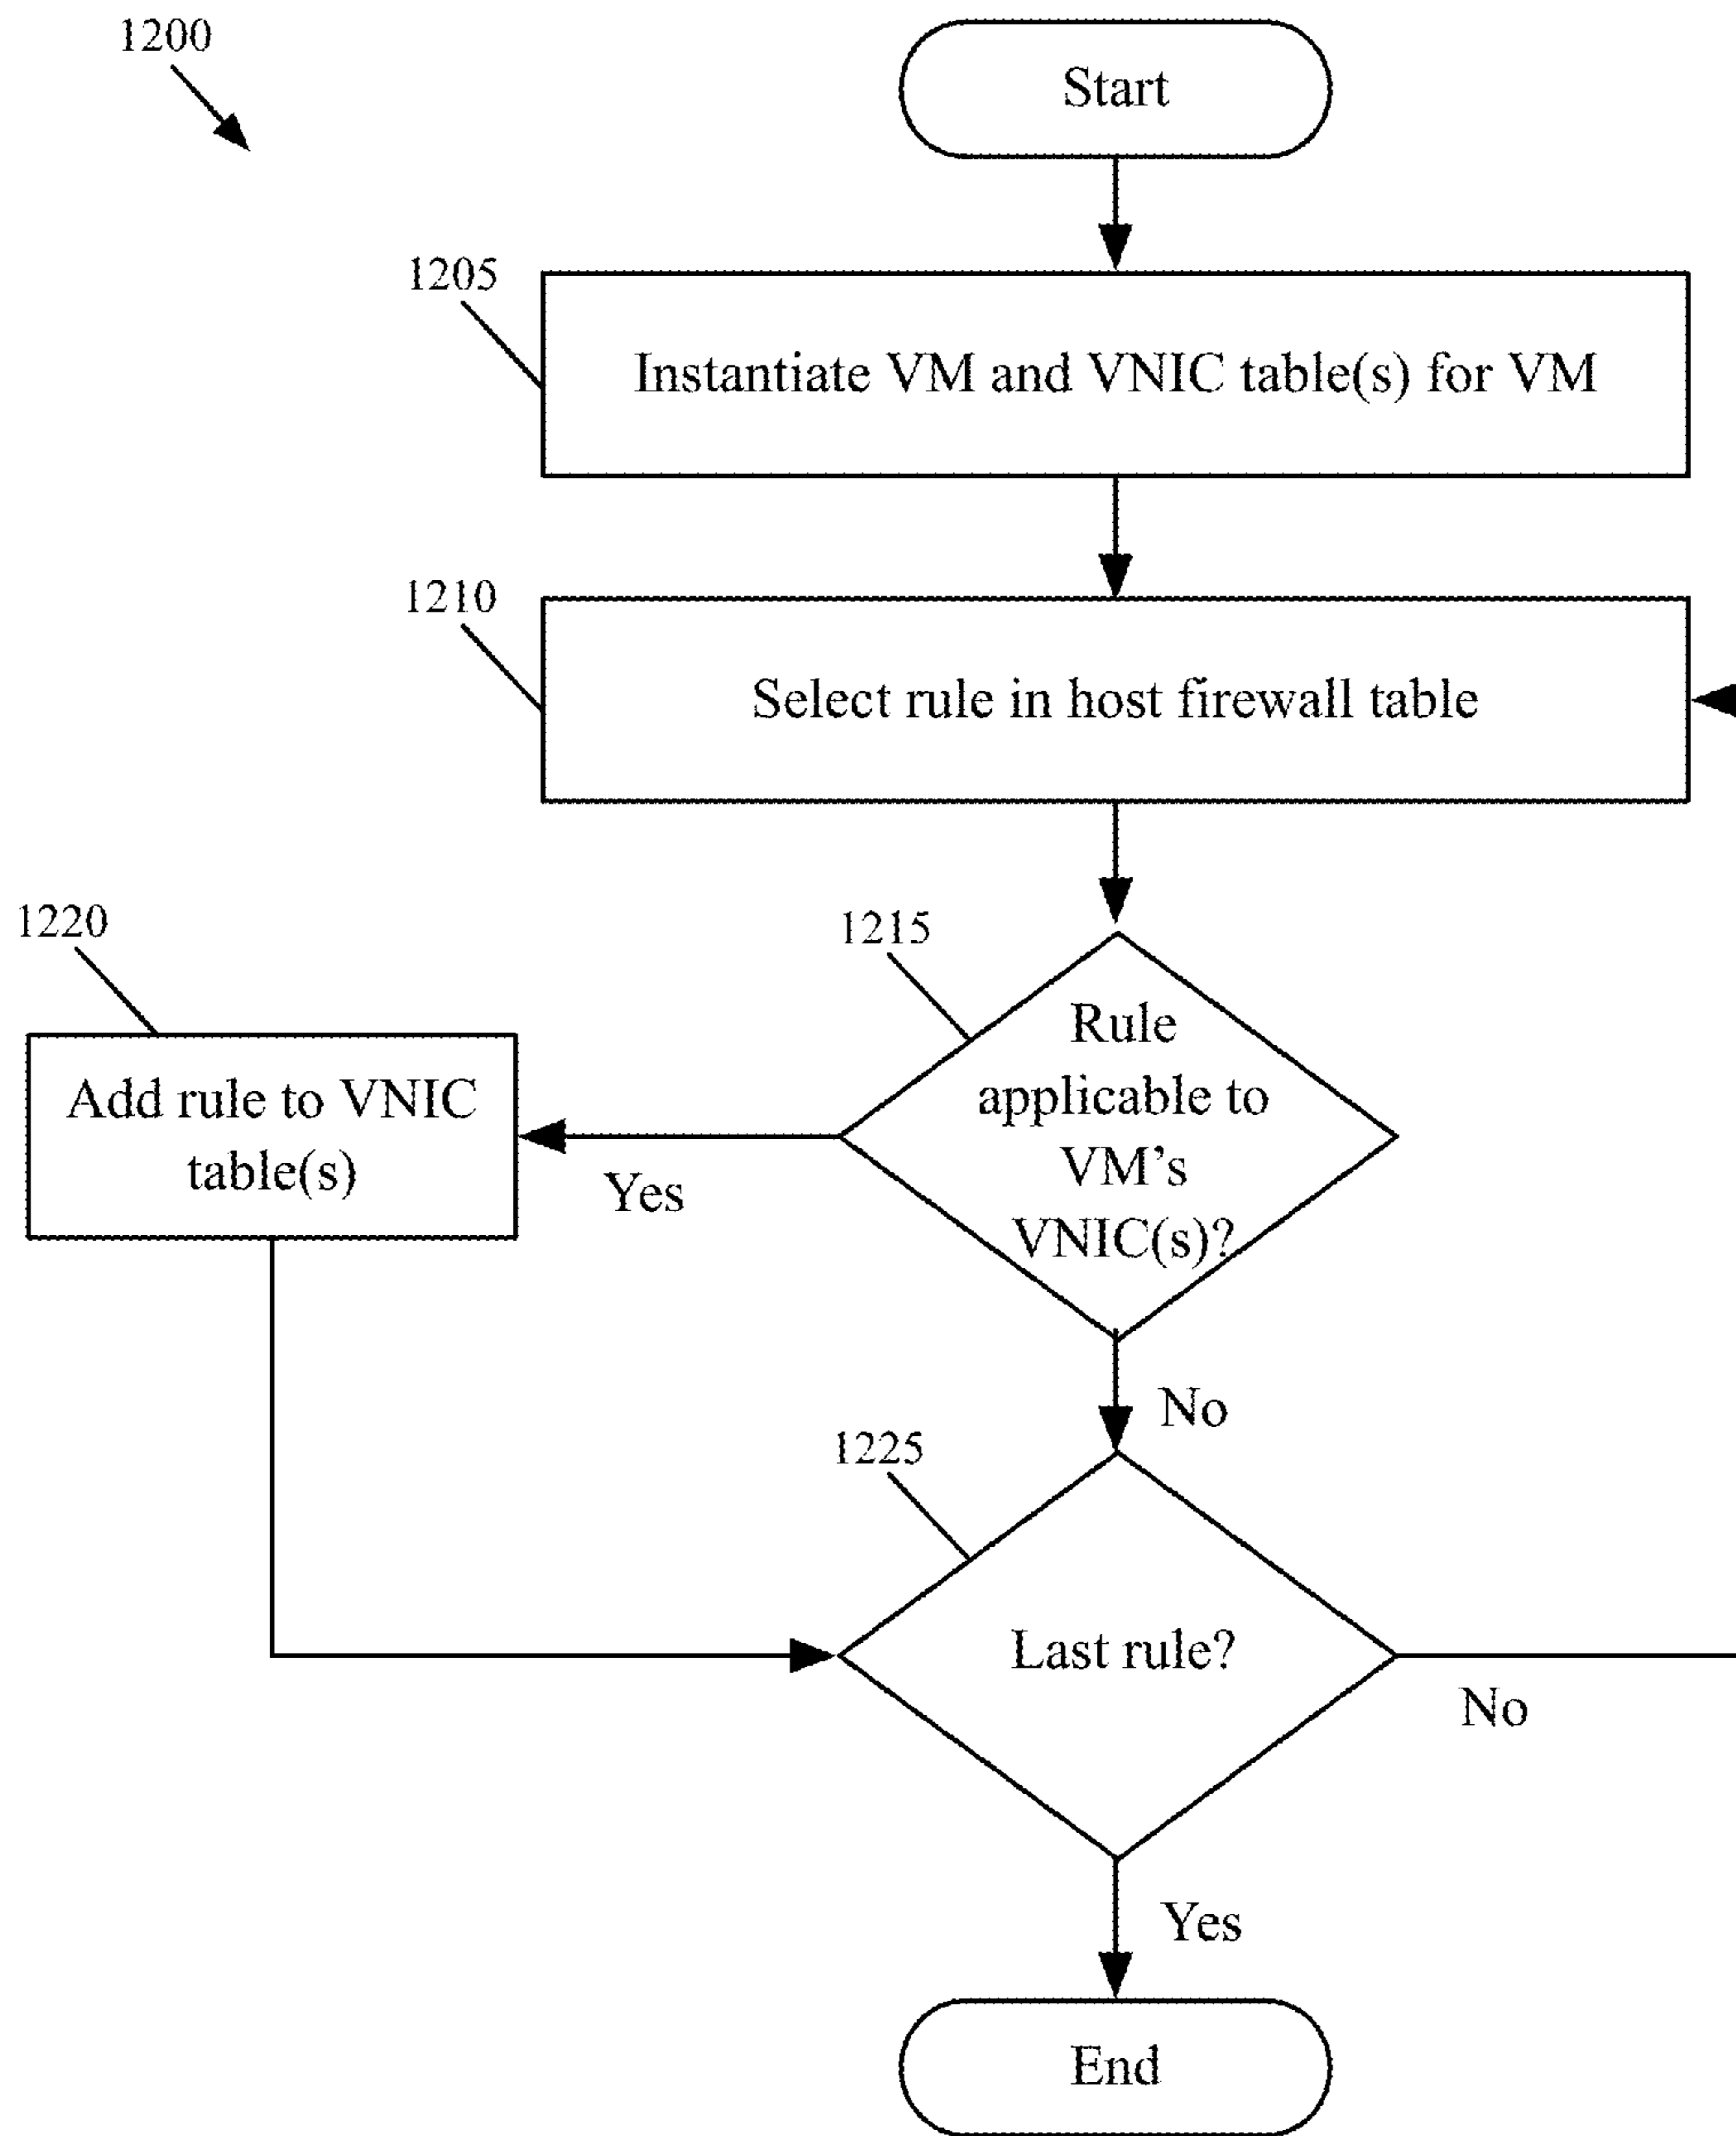 1200
Start
1205
Instantiate VM and VNIC table(s) for VM
1210
Select rule in host firewall table
1220
1215
Rule
applicable to
VM’s
VNIC(s)?
Add rule to VNIC
table(s)
Yes
No
1225
Last rule?
No
Yes
End